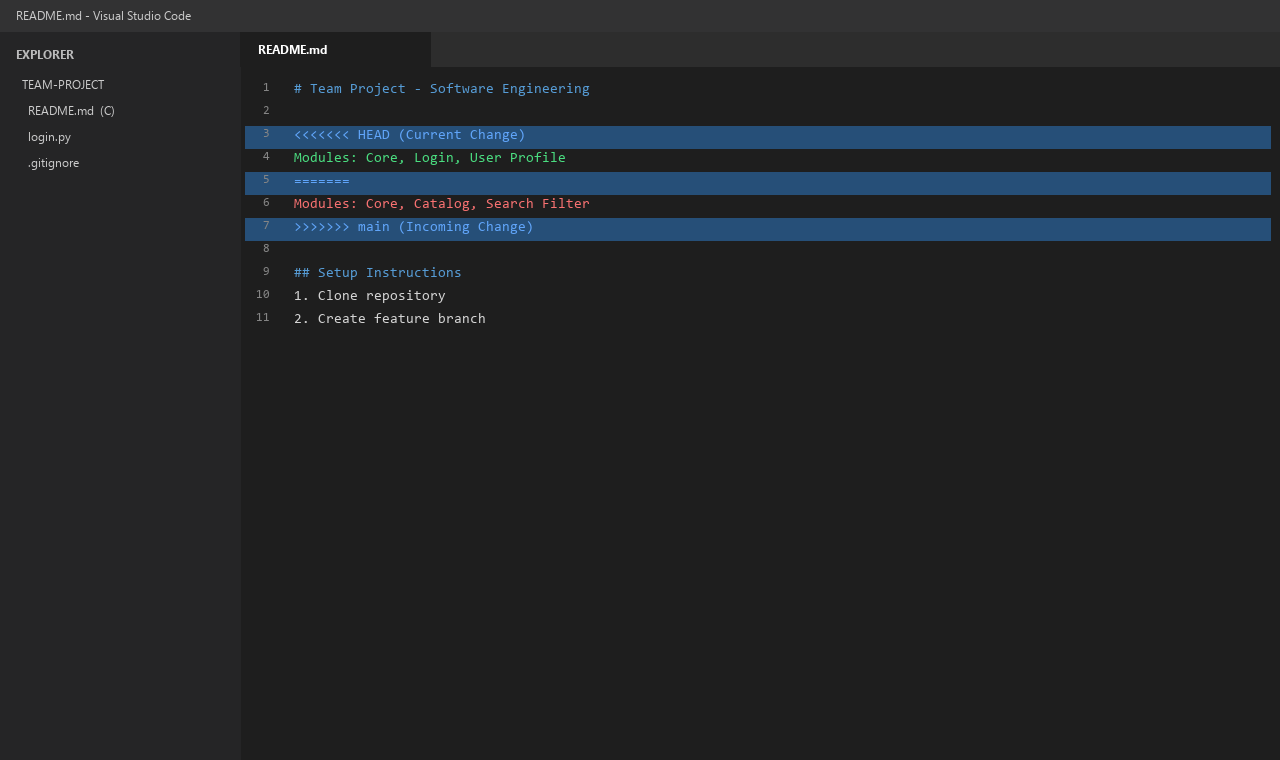 README.md - Visual Studio Code
EXPLORER
TEAM-PROJECT
README.md (C)
login.py
.gitignore
README.md
1 # Team Project - Software Engineering
2
3 <<<<<<< HEAD (Current Change)
4 Modules: Core, Login, User Profile
5 =======
6 Modules: Core, Catalog, Search Filter
7 >>>>>>> main (Incoming Change)
8
9 ## Setup Instructions
10 1. Clone repository
11 2. Create feature branch